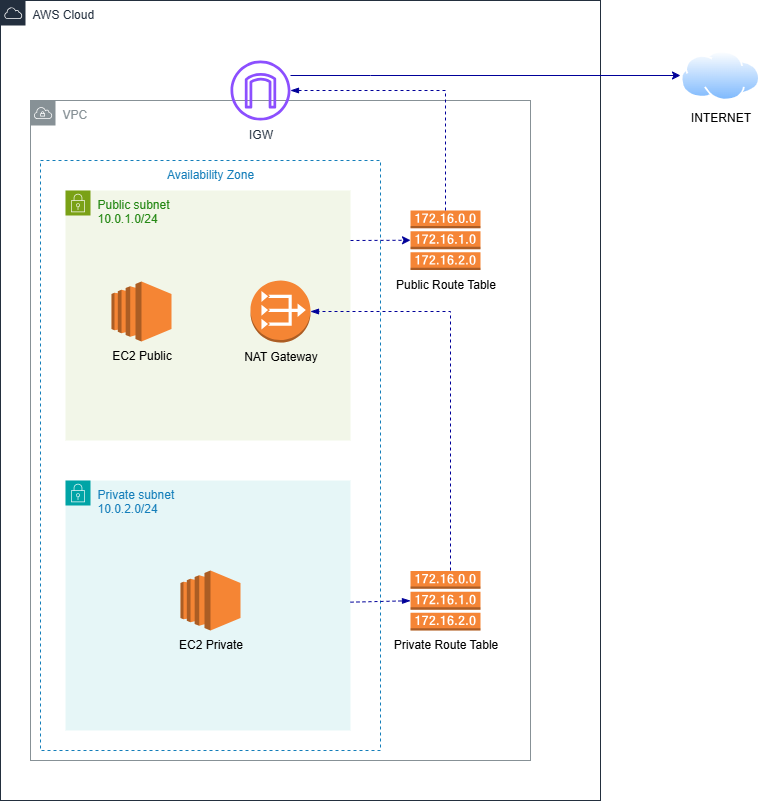 AWS Cloud
INTERNET
VPC
IGW
Availability Zone
Public subnet
10.0.1.0/24
172.16.0.0
172.16.1.0
172.16.2.0
Public Route Table
EC2 Public
NAT Gateway
Private subnet
10.0.2.0/24
172.16.0.0
172.16.1.0
172.16.2.0
EC2 Private
Private Route Table